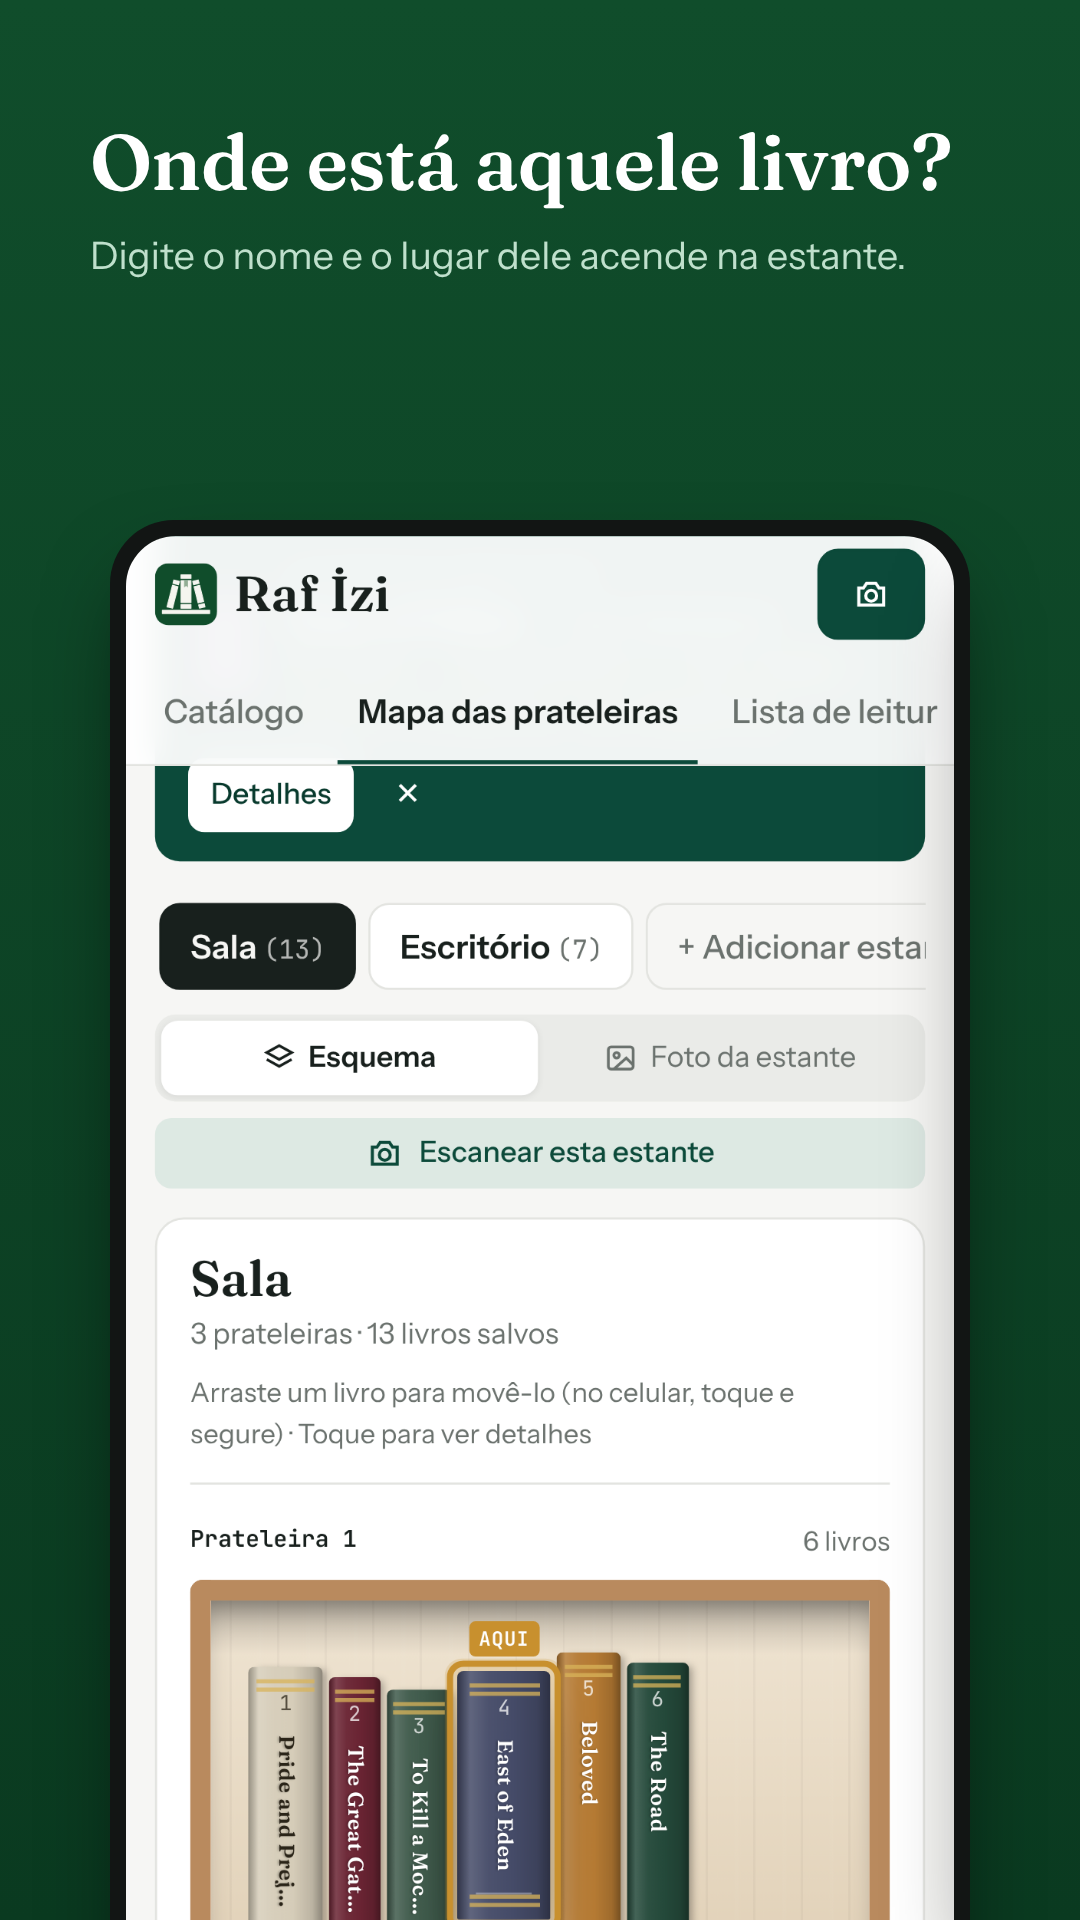 Onde está aquele livro?
Digite o nome e o lugar dele acende na estante.
Raf İzi
Catálogo
Mapa das prateleiras
Lista de leitur
Detalhes ×
Sala (13)
Escritório (7)
+ Adicionar estan
Esquema
Foto da estante
Escanear esta estante
Sala
3 prateleiras · 13 livros salvos
Arraste um livro para movê-lo (no celular, toque e
segure) · Toque para ver detalhes
Prateleira 1
6 livros
AQUI
1 Pride and Prej...
2 The Great Gat...
3 To Kill a Moc...
4 East of Eden
5 Beloved
6 The Road